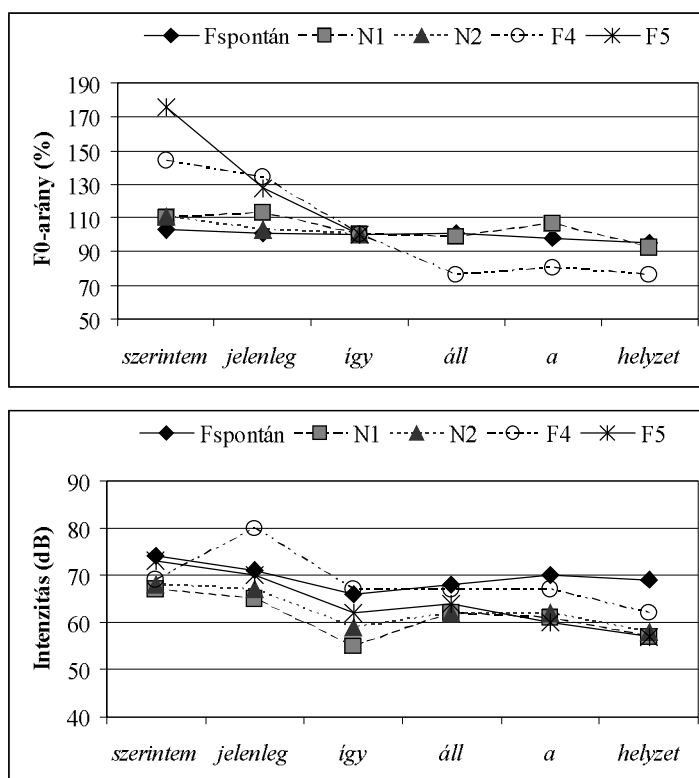 Fspontán N1 N2 F4 F5
F0-arány (%)
190
170
150
130
110
90
70
50
szerintem jelenleg így áll a helyzet
Fspontán N1 N2 F4 F5
Intenzitás (dB)
90
80
70
60
50
40
szerintem jelenleg így áll a helyzet